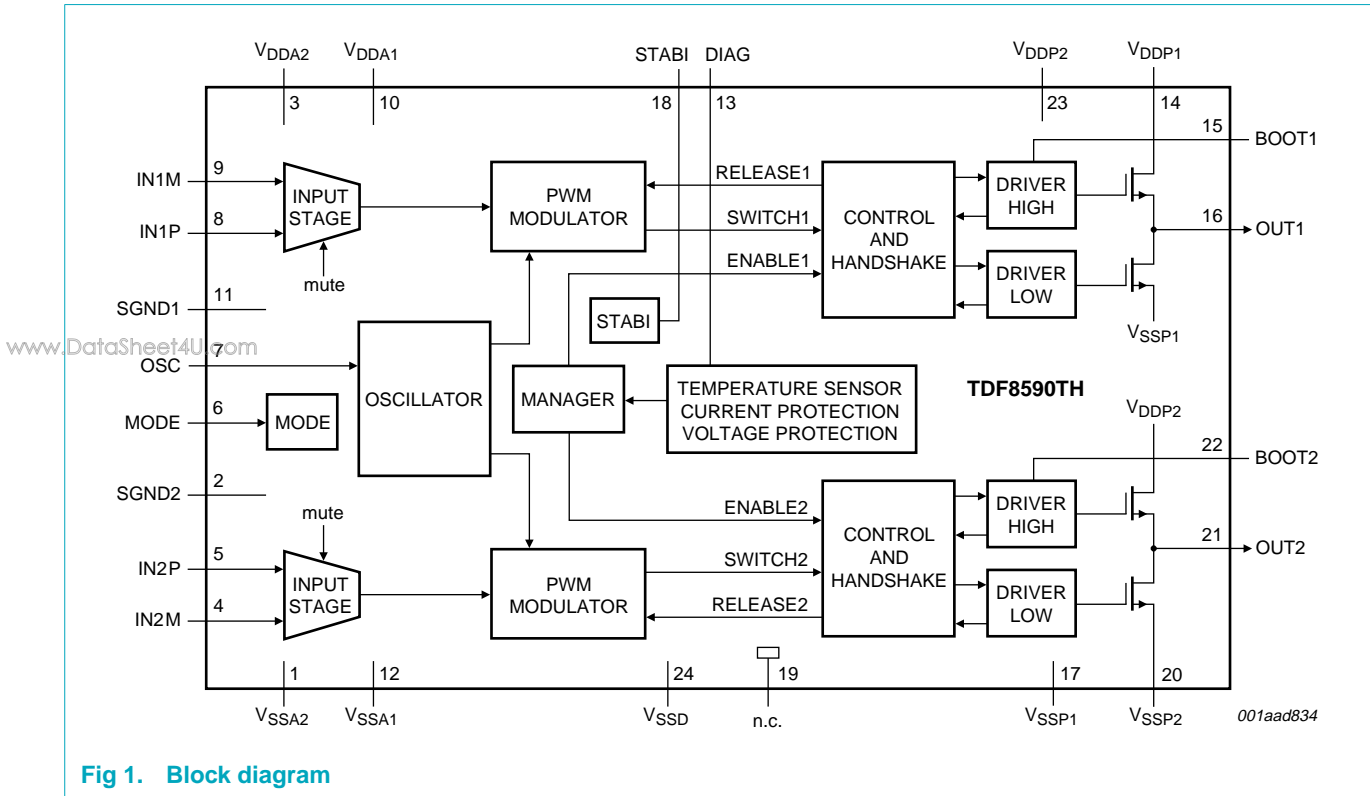 VDDA2 VDDA1 STABI DIAG VDDP2 VDDP1
3 10 18 13 23 14
15 BOOT1
IN1M 9
INPUT STAGE
IN1P 8
mute
PWM MODULATOR
RELEASE1
SWITCH1
ENABLE1
CONTROL AND HANDSHAKE
DRIVER HIGH
DRIVER LOW
16 OUT1
VSSP1
SGND1 11
STABI
www.DataSheet4U.com
OSC 7
OSCILLATOR
MANAGER
TEMPERATURE SENSOR
CURRENT PROTECTION
VOLTAGE PROTECTION
TDF8590TH
MODE 6
MODE
VDDP2
22 BOOT2
SGND2 2
mute
IN2P 5
INPUT STAGE
IN2M 4
PWM MODULATOR
ENABLE2
SWITCH2
RELEASE2
CONTROL AND HANDSHAKE
DRIVER HIGH
DRIVER LOW
21 OUT2
1 12 24 19 17 20
VSSA2 VSSA1 VSSD n.c. VSSP1 VSSP2
001aad834
Fig 1. Block diagram